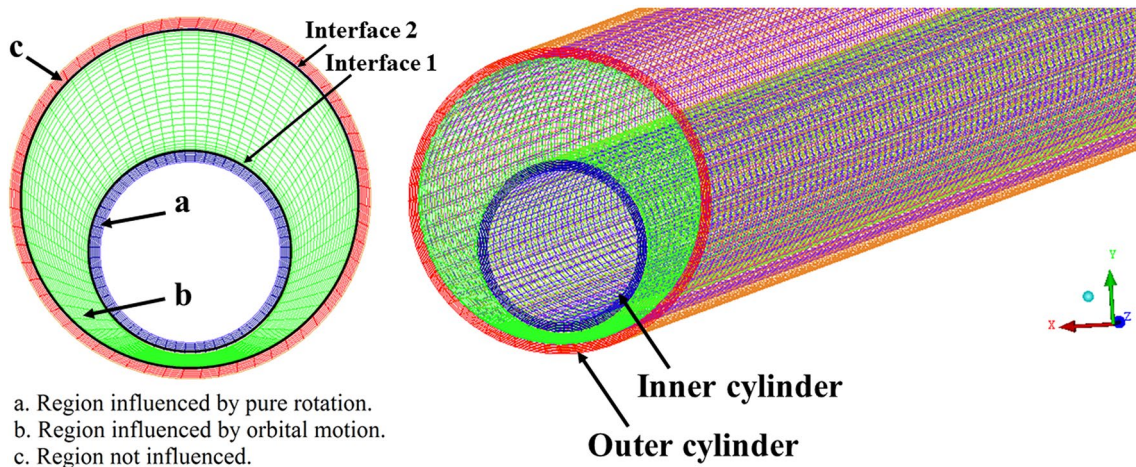 Interface 2
c
Interface 1
a
b
a. Region influenced by pure rotation.
b. Region influenced by orbital motion.
c. Region not influenced.
Inner cylinder
Outer cylinder
Y
X
Z